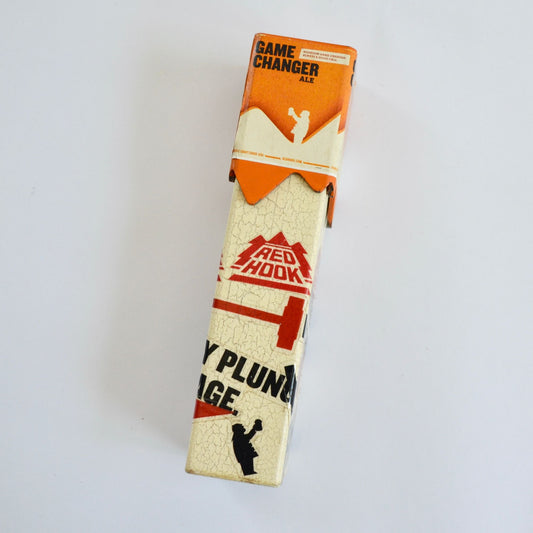 GAME
CHANGER
ALE
RED
HOOK
Y PLUN
AGE.